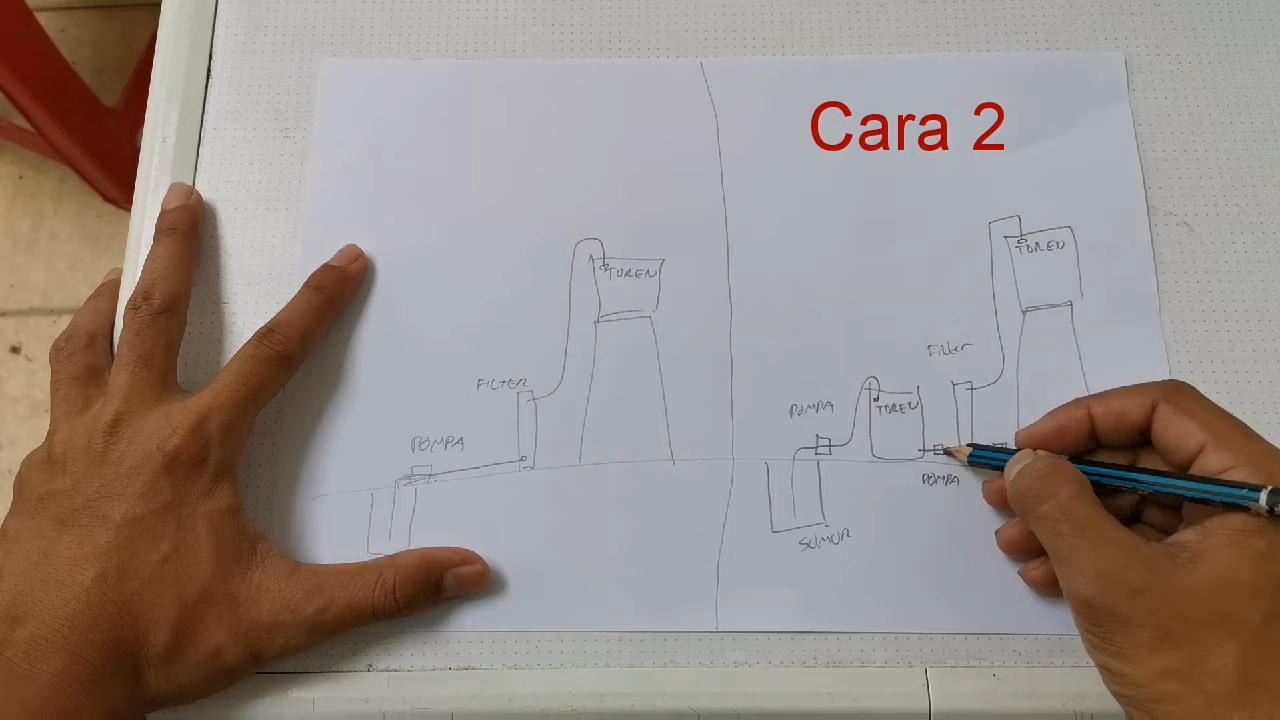 Cara 2
TOREN
FILTER
POMPA
TOREN
Filter
POMPA
TOREN
POMPA
SUMUR